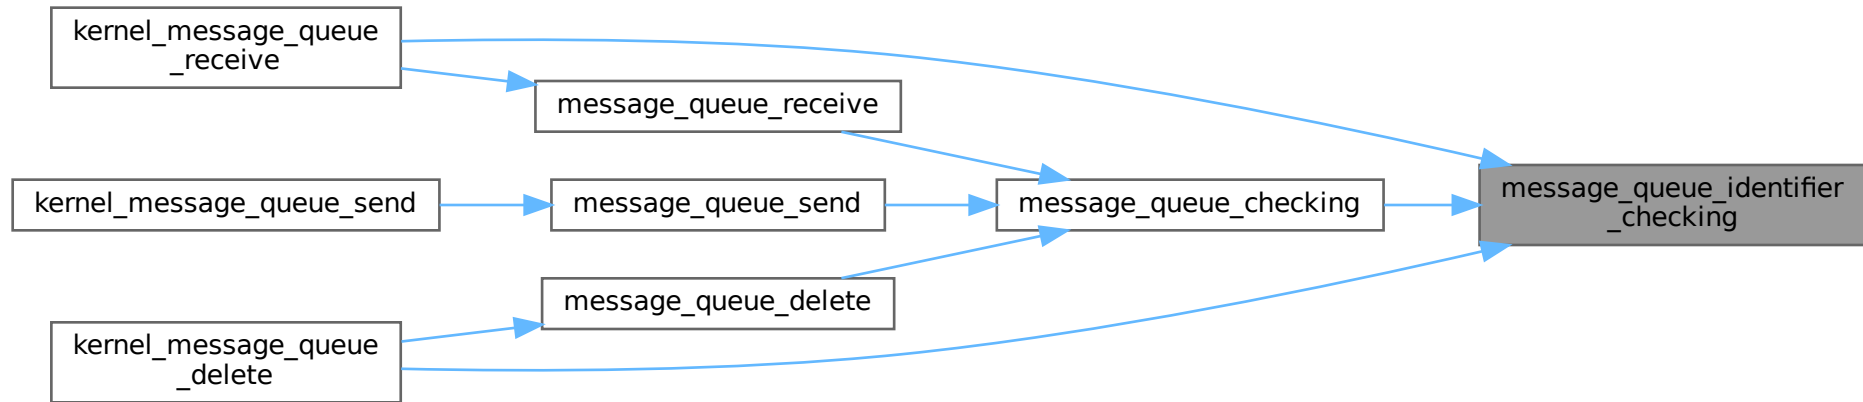 kernel_message_queue
_receive
message_queue_receive
kernel_message_queue_send
message_queue_send
message_queue_checking
message_queue_identifier
_checking
message_queue_delete
kernel_message_queue
_delete